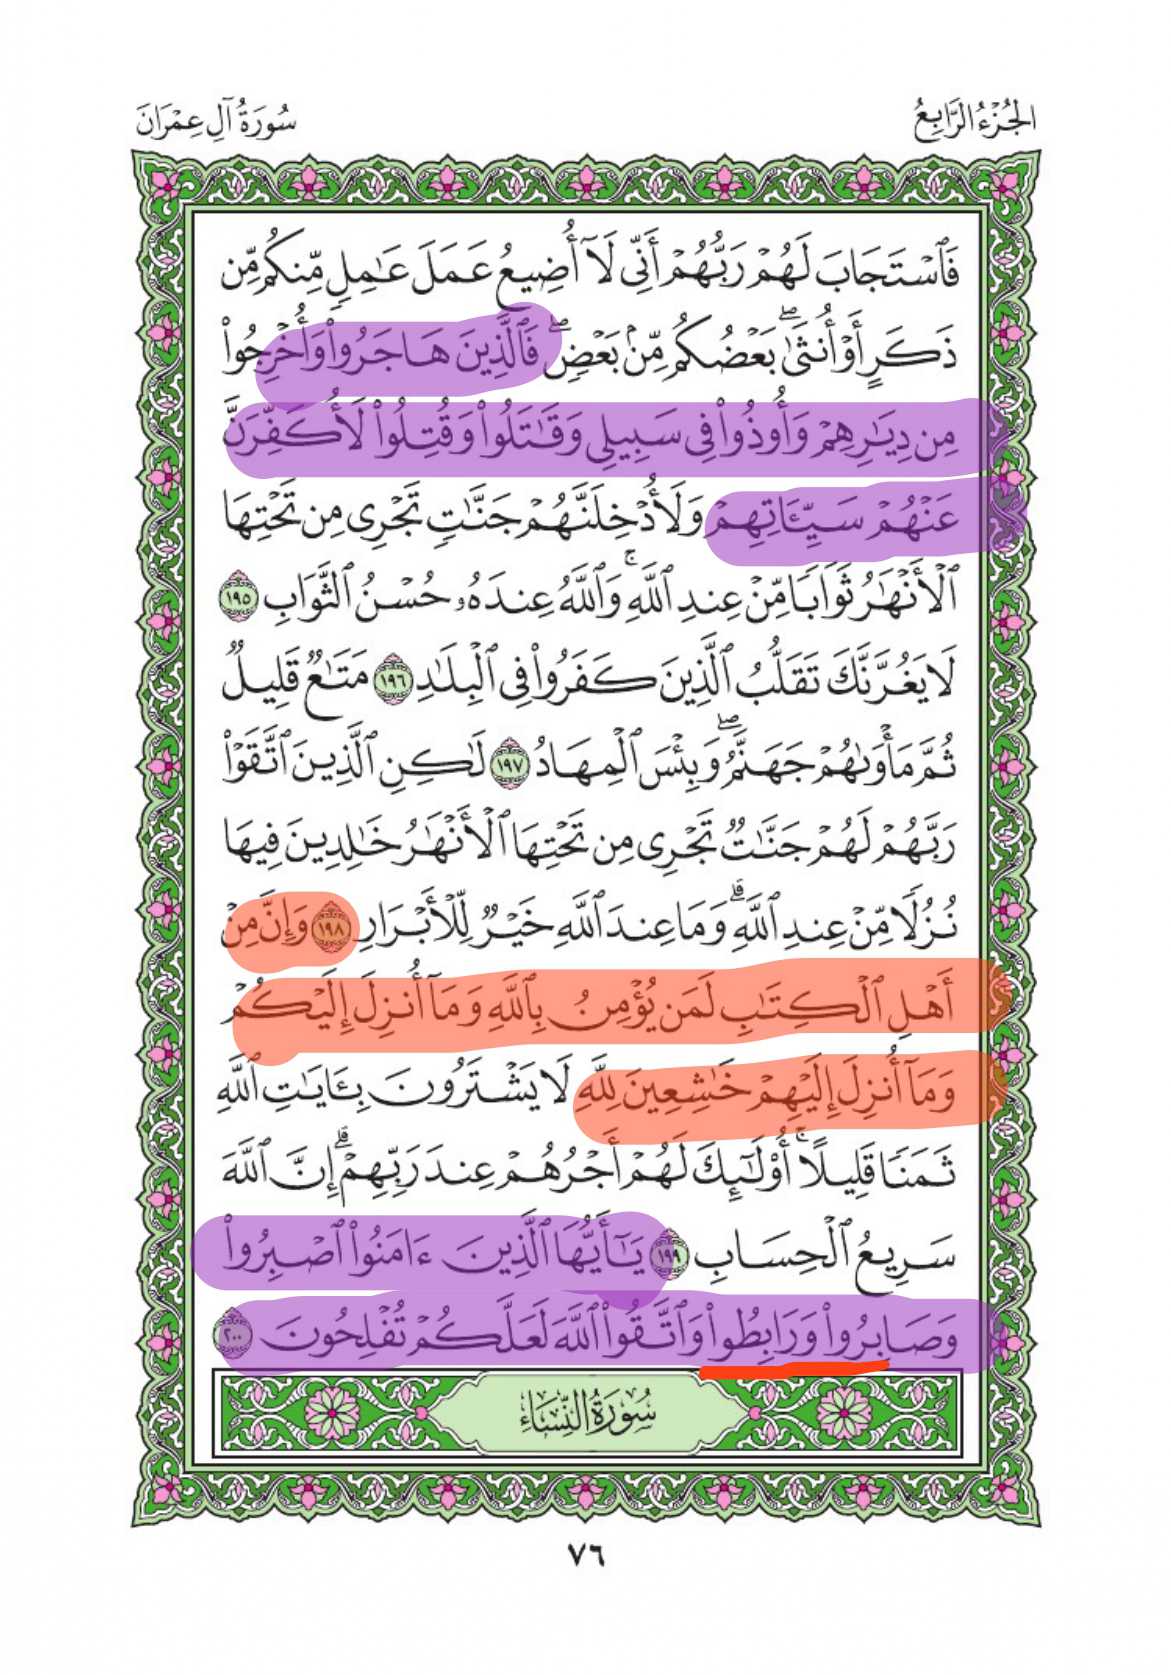 الجُزْءُ الرَّابِعُ
سُورَةُ آلِ عِمْرَانَ
فَٱسْتَجَابَ لَهُمْ رَبُّهُمْ أَنِّى لَآ أُضِيعُ عَمَلَ عَٰمِلٍ مِّنكُم مِّن
ذَكَرٍ أَوْ أُنثَىٰۖ بَعْضُكُم مِّنۢ بَعْضٖۖ فَٱلَّذِينَ هَاجَرُوا۟ وَأُخْرِجُوا۟
مِن دِيَٰرِهِمْ وَأُوذُوا۟ فِى سَبِيلِى وَقَٰتَلُوا۟ وَقُتِلُوا۟ لَأُكَفِّرَنَّ
عَنْهُمْ سَيِّـَٔاتِهِمْ وَلَأُدْخِلَنَّهُمْ جَنَّٰتٍ تَجْرِى مِن تَحْتِهَا
ٱلْأَنْهَٰرُ ثَوَابًا مِّنْ عِندِ ٱللَّهِۚ وَٱللَّهُ عِندَهُۥ حُسْنُ ٱلثَّوَابِ ١٩٥
لَا يَغُرَّنَّكَ تَقَلُّبُ ٱلَّذِينَ كَفَرُوا۟ فِى ٱلْبِلَٰدِ ١٩٦ مَتَٰعٌ قَلِيلٌ
ثُمَّ مَأْوَىٰهُمْ جَهَنَّمُۖ وَبِئْسَ ٱلْمِهَادُ ١٩٧ لَٰكِنِ ٱلَّذِينَ ٱتَّقَوْا۟
رَبَّهُمْ لَهُمْ جَنَّٰتٌ تَجْرِى مِن تَحْتِهَا ٱلْأَنْهَٰرُ خَٰلِدِينَ فِيهَا
نُزُلًا مِّنْ عِندِ ٱللَّهِۗ وَمَا عِندَ ٱللَّهِ خَيْرٌ لِّلْأَبْرَارِ ١٩٨ وَإِنَّ مِنْ
أَهْلِ ٱلْكِتَٰبِ لَمَن يُؤْمِنُ بِٱللَّهِ وَمَآ أُنزِلَ إِلَيْكُمْ
وَمَآ أُنزِلَ إِلَيْهِمْ خَٰشِعِينَ لِلَّهِ لَا يَشْتَرُونَ بِـَٔايَٰتِ ٱللَّهِ
ثَمَنًا قَلِيلًاۚ أُو۟لَٰٓئِكَ لَهُمْ أَجْرُهُمْ عِندَ رَبِّهِمْۗ إِنَّ ٱللَّهَ
سَرِيعُ ٱلْحِسَابِ ١٩٩ يَٰٓأَيُّهَا ٱلَّذِينَ ءَامَنُوا۟ ٱصْبِرُوا۟
وَصَابِرُوا۟ وَرَابِطُوا۟ وَٱتَّقُوا۟ ٱللَّهَ لَعَلَّكُمْ تُفْلِحُونَ ٢٠٠
سُورَةُ النِّسَاءِ
٧٦